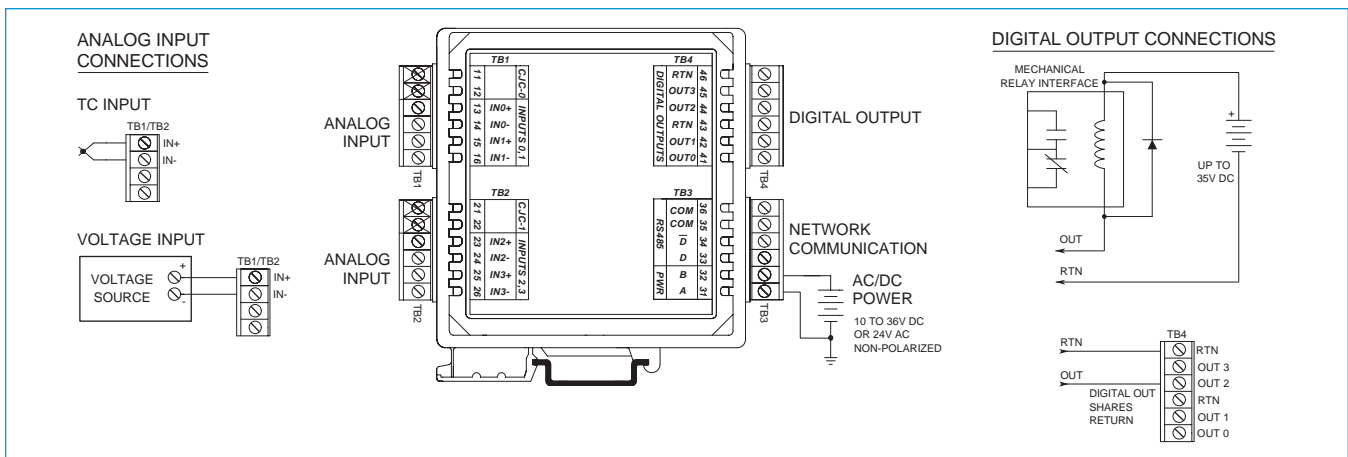 ANALOG INPUT
CONNECTIONS
TC INPUT
TB1/TB2
IN+
IN-
VOLTAGE INPUT
+
VOLTAGE
SOURCE
-
TB1/TB2
IN+
IN-
ANALOG
INPUT
TB1
ANALOG
INPUT
TB2
TB1
11
12
CJC-0
13 IN0+
14 IN0-
15 IN1+
16 IN1-
INPUTS 0,1
TB2
21
22
CJC-1
23 IN2+
24 IN2-
25 IN3+
26 IN3-
INPUTS 2,3
TB4
DIGITAL OUTPUTS
RTN 46
OUT3 45
OUT2 44
RTN 43
OUT1 42
OUT0 41
TB3
RS485
COM 36
COM 35
D 34
D 33
PWR
B 32
A 31
TB4
DIGITAL OUTPUT
TB3
NETWORK
COMMUNICATION
AC/DC
POWER
10 TO 36V DC
OR 24V AC
NON-POLARIZED
DIGITAL OUTPUT CONNECTIONS
MECHANICAL
RELAY INTERFACE
+
UP TO
35V DC
OUT
RTN
TB4
RTN
OUT
DIGITAL OUT
SHARES
RETURN
RTN
OUT 3
OUT 2
RTN
OUT 1
OUT 0